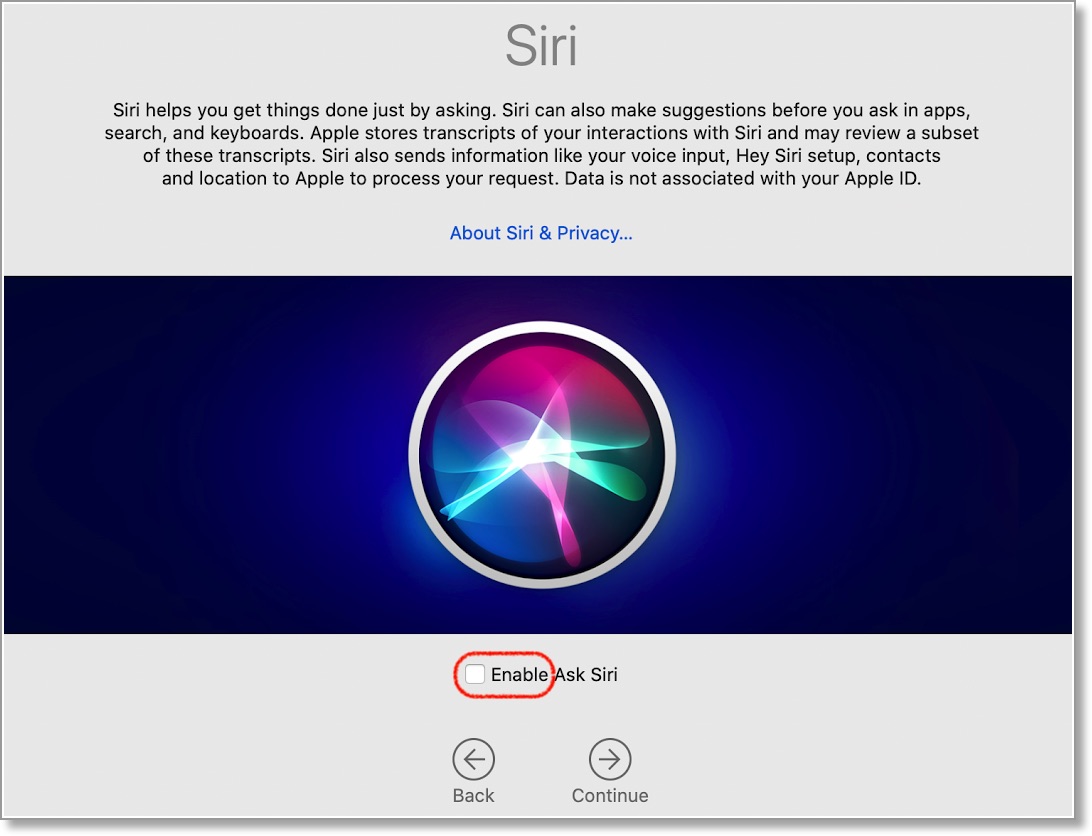 Siri
Siri helps you get things done just by asking. Siri can also make suggestions before you ask in apps,
search, and keyboards. Apple stores transcripts of your interactions with Siri and may review a subset
of these transcripts. Siri also sends information like your voice input, Hey Siri setup, contacts
and location to Apple to process your request. Data is not associated with your Apple ID.
About Siri & Privacy...
Enable Ask Siri
Back Continue